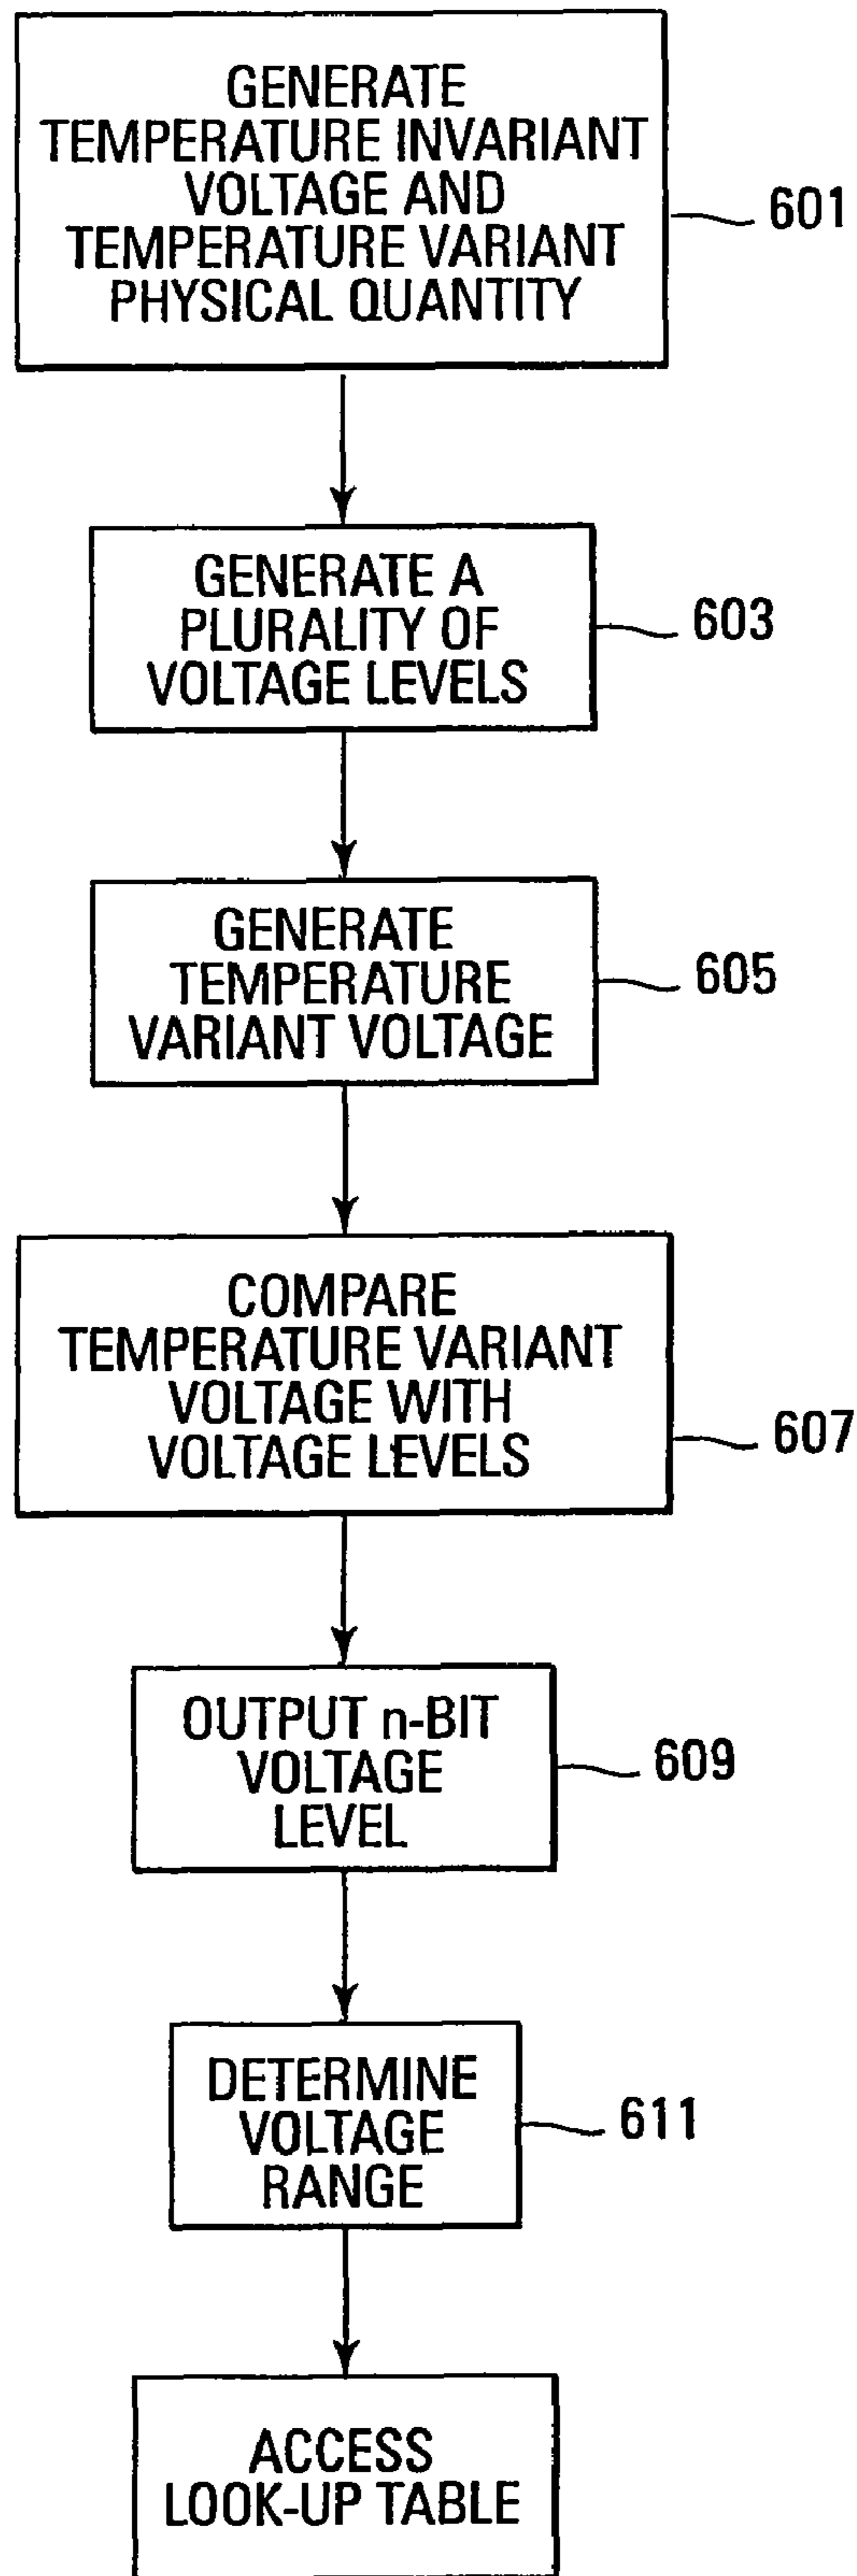 GENERATE
TEMPERATURE INVARIANT
VOLTAGE AND
TEMPERATURE VARIANT
PHYSICAL QUANTITY
601
GENERATE A
PLURALITY OF
VOLTAGE LEVELS
603
GENERATE
TEMPERATURE
VARIANT VOLTAGE
605
COMPARE
TEMPERATURE VARIANT
VOLTAGE WITH
VOLTAGE LEVELS
607
OUTPUT n-BIT
VOLTAGE
LEVEL
609
DETERMINE
VOLTAGE
RANGE
611
ACCESS
LOOK-UP TABLE